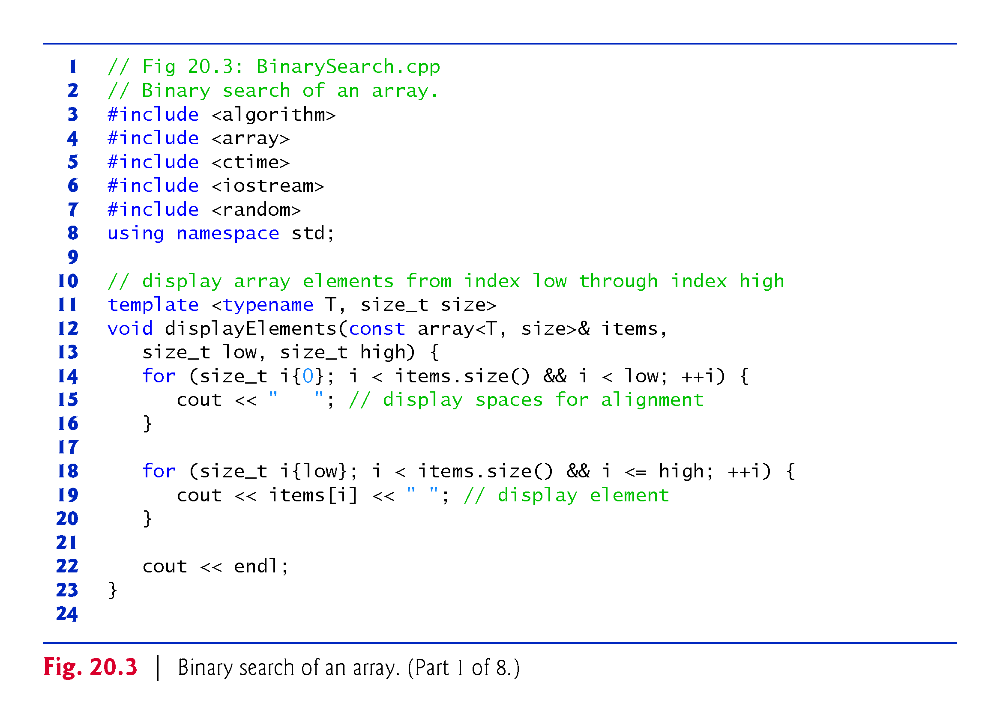 1 // Fig 20.3: BinarySearch.cpp
2 // Binary search of an array.
3 #include <algorithm>
4 #include <array>
5 #include <ctime>
6 #include <iostream>
7 #include <random>
8 using namespace std;
9
10 // display array elements from index low through index high
11 template <typename T, size_t size>
12 void displayElements(const array<T, size>& items,
13    size_t low, size_t high) {
14    for (size_t i{0}; i < items.size() && i < low; ++i) {
15       cout << "   "; // display spaces for alignment
16    }
17
18    for (size_t i{low}; i < items.size() && i <= high; ++i) {
19       cout << items[i] << " "; // display element
20    }
21
22    cout << endl;
23 }
24
Fig. 20.3 | Binary search of an array. (Part 1 of 8.)